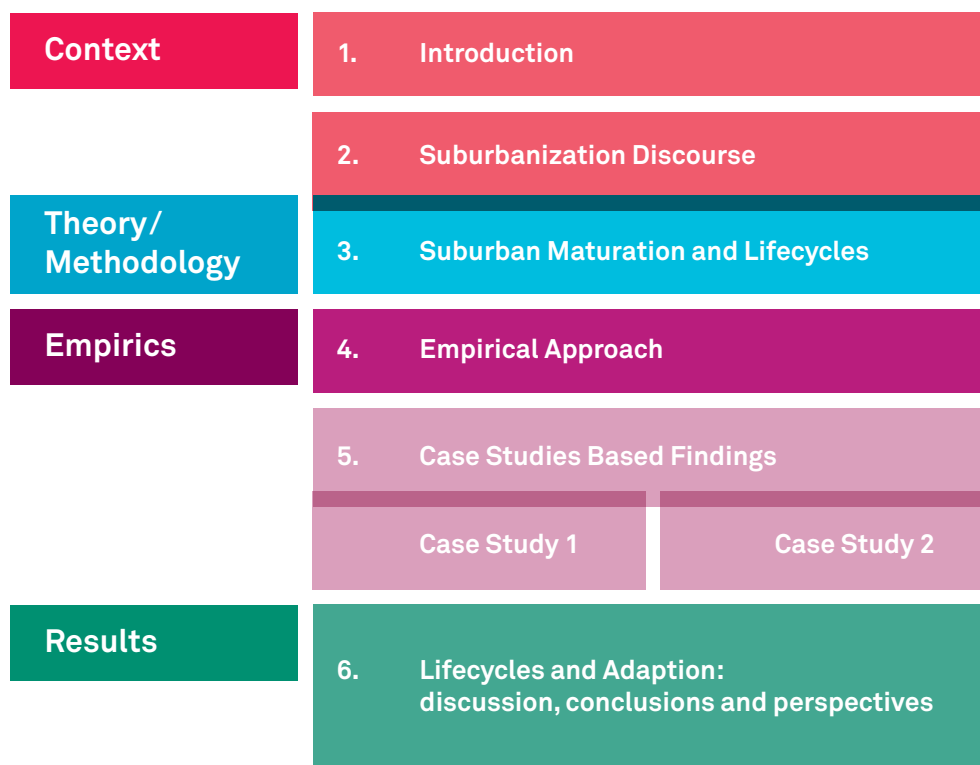 Context
1. Introduction
2. Suburbanization Discourse
Theory/
Methodology
3. Suburban Maturation and Lifecycles
Empirics
4. Empirical Approach
5. Case Studies Based Findings
Case Study 1
Case Study 2
Results
6. Lifecycles and Adaption:
discussion, conclusions and perspectives